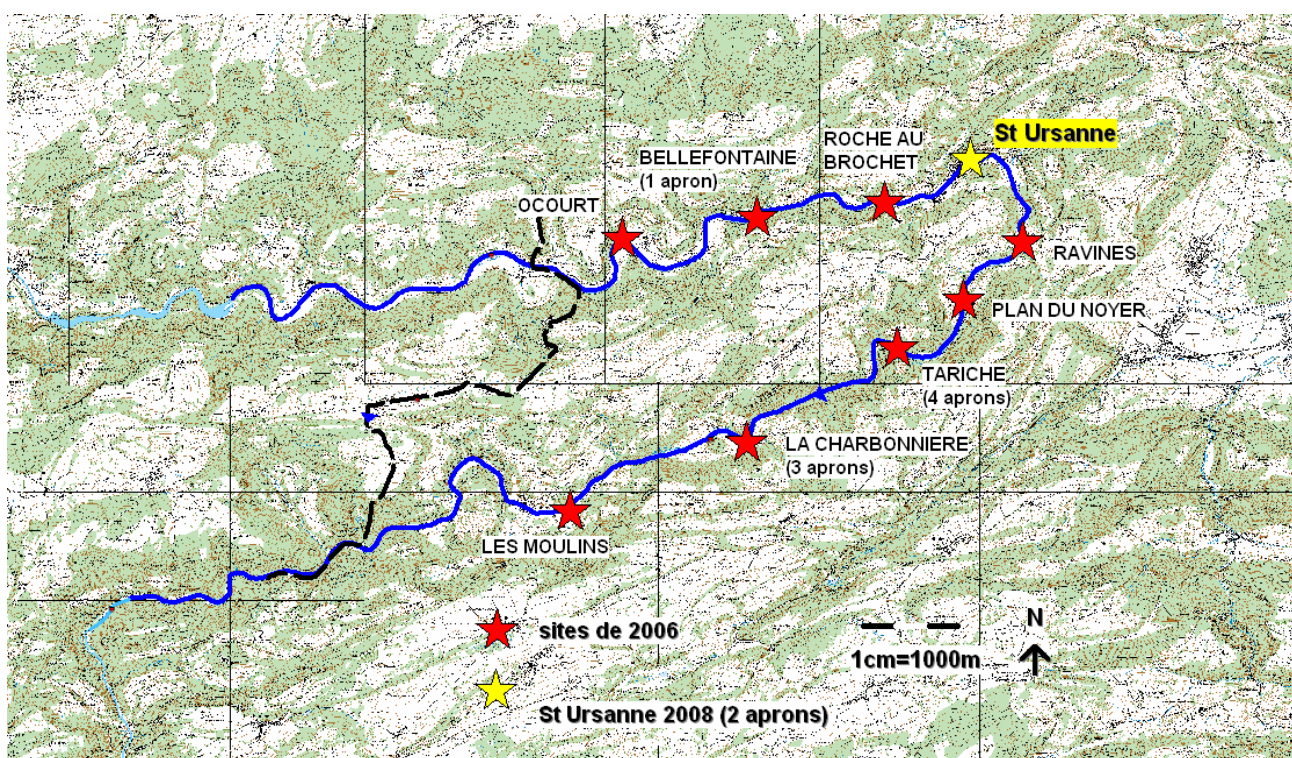 St Ursanne
ROCHE AU
BROCHET
BELLEFONTAINE
(1 apron)
OCOURT
RAVINES
PLAN DU NOYER
TARICHE
(4 aprons)
LA CHARBONNIERE
(3 aprons)
LES MOULINS
sites de 2006
St Ursanne 2008 (2 aprons)
1cm=1000m
N